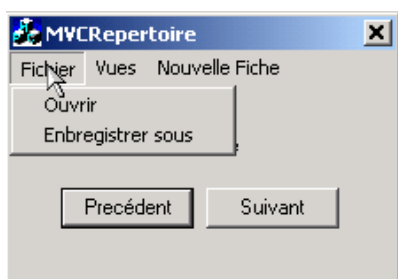 MVCRepertoire
Fichier Vues Nouvelle Fiche
Ouvrir
Enbregistrer sous
Precédent Suivant